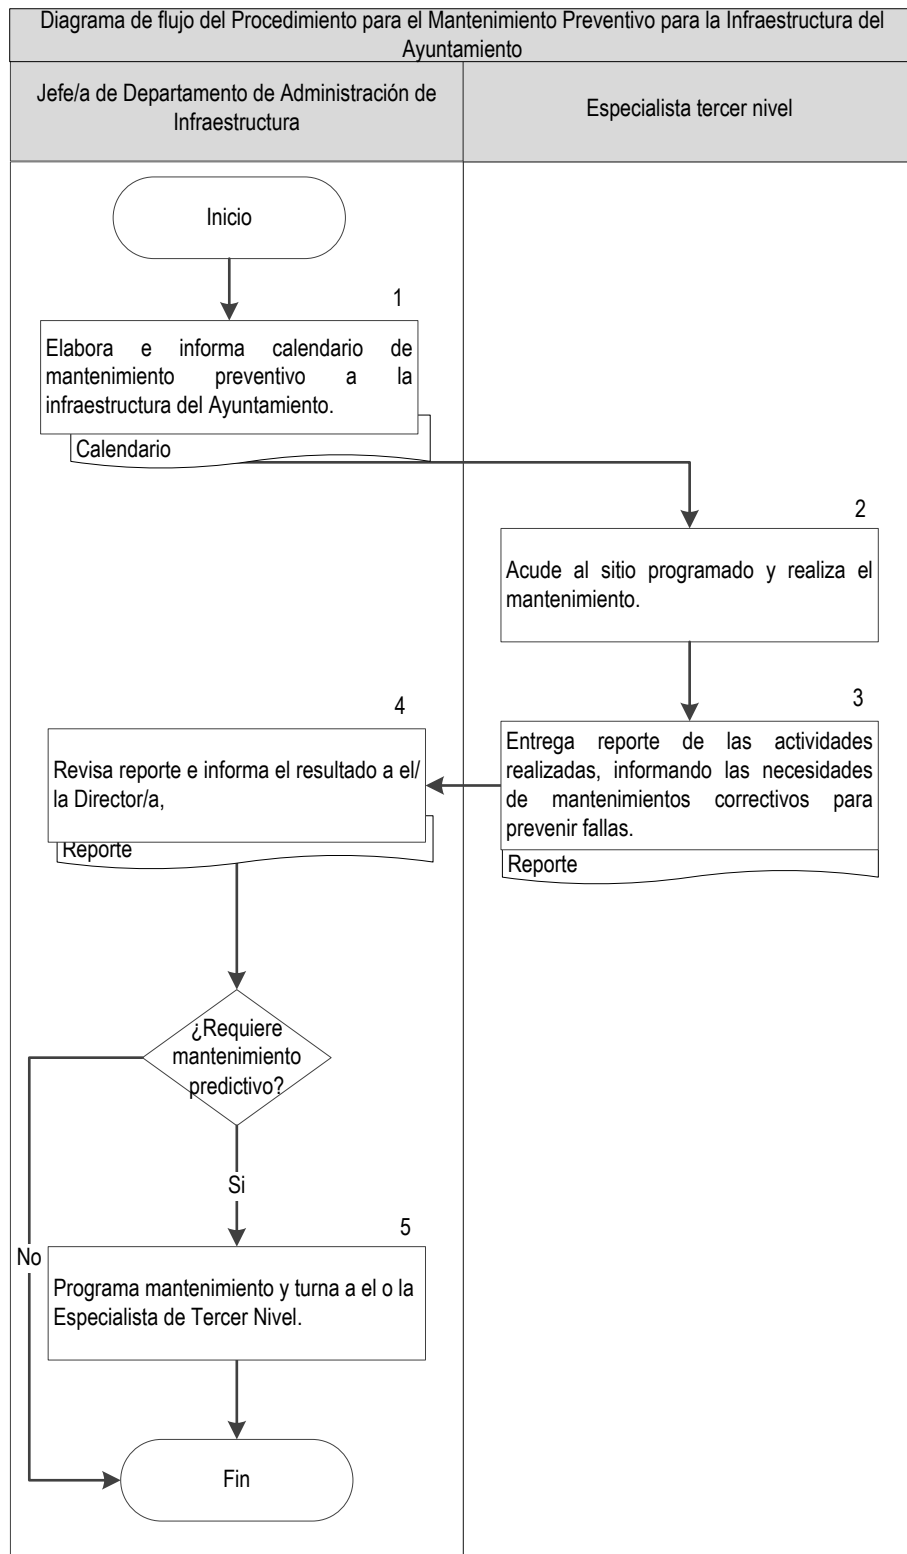 Diagrama de flujo del Procedimiento para el Mantenimiento Preventivo para la Infraestructura del
Ayuntamiento
Jefe/a de Departamento de Administración de
Infraestructura
Especialista tercer nivel
Inicio
1
Elabora e informa calendario de
mantenimiento preventivo a la
infraestructura del Ayuntamiento.
Calendario
2
Acude al sitio programado y realiza el
mantenimiento.
3
Entrega reporte de las actividades
realizadas, informando las necesidades
de mantenimientos correctivos para
prevenir fallas.
Reporte
4
Revisa reporte e informa el resultado a el/
la Director/a,
Reporte
¿Requiere
mantenimiento
predictivo?
Si
No
5
Programa mantenimiento y turna a el o la
Especialista de Tercer Nivel.
Fin